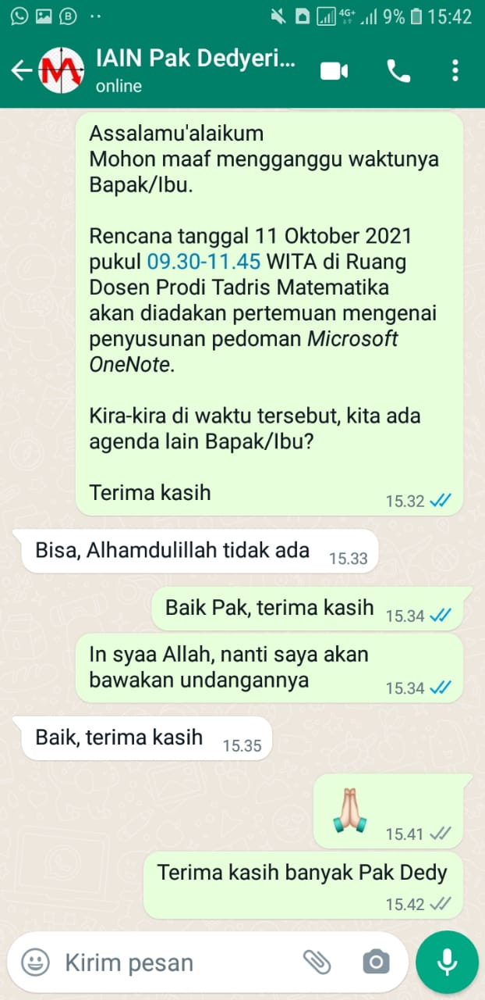 4G+ 9% 15:42
IAIN Pak Dedyeri...
online
Assalamu'alaikum
Mohon maaf mengganggu waktunya
Bapak/Ibu.
Rencana tanggal 11 Oktober 2021
pukul 09.30-11.45 WITA di Ruang
Dosen Prodi Tadris Matematika
akan diadakan pertemuan mengenai
penyusunan pedoman Microsoft
OneNote.
Kira-kira di waktu tersebut, kita ada
agenda lain Bapak/Ibu?
Terima kasih
15.32
Bisa, Alhamdulillah tidak ada 15.33
Baik Pak, terima kasih 15.34
In syaa Allah, nanti saya akan
bawakan undangannya
15.34
Baik, terima kasih 15.35
🙏🏻 15.41
Terima kasih banyak Pak Dedy
15.42
Kirim pesan